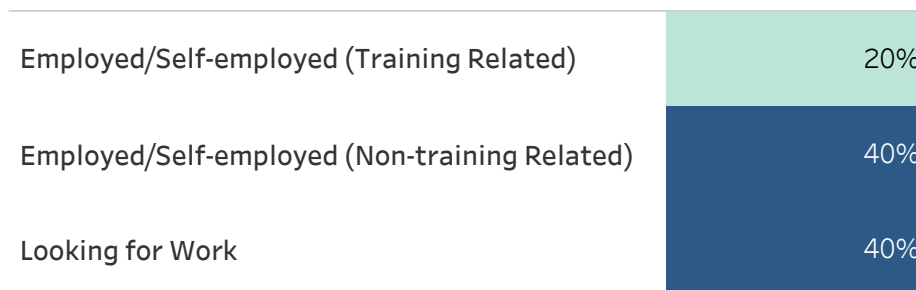 Employed/Self-employed (Training Related) 20%
Employed/Self-employed (Non-training Related) 40%
Looking for Work 40%